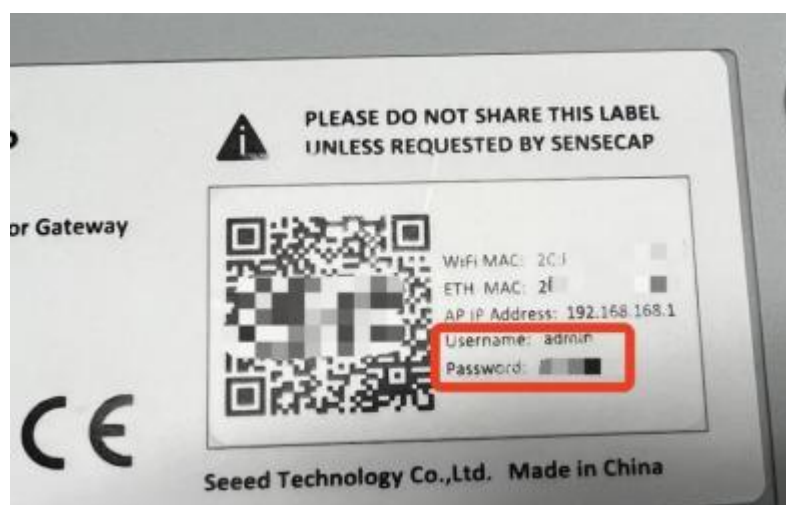 PLEASE DO NOT SHARE THIS LABEL
UNLESS REQUESTED BY SENSECAP
or Gateway
WiFi MAC: 2C
ETH MAC:
AP IP Address: 192.168.168.1
Username: admin
Password:
CE
Seeed Technology Co.,Ltd. Made in China